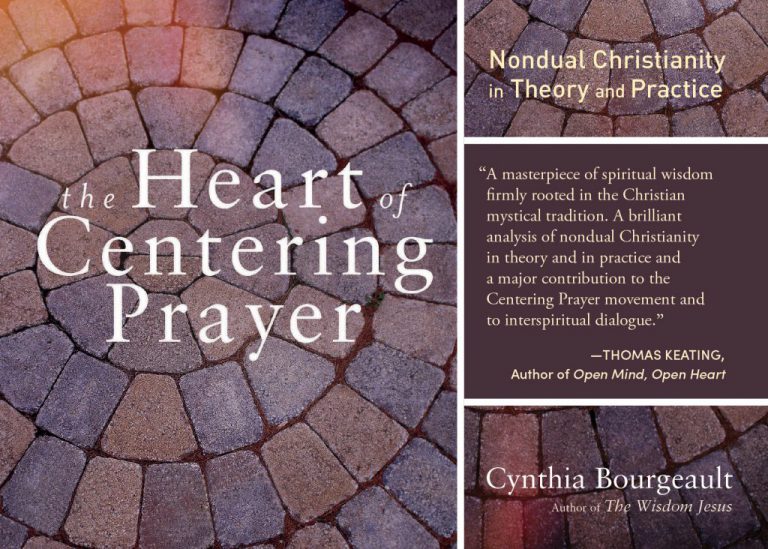 the Heart of
Centering
Prayer
Nondual Christianity
in Theory and Practice
“A masterpiece of spiritual wisdom
firmly rooted in the Christian
mystical tradition. A brilliant
analysis of nondual Christianity
in theory and in practice and
a major contribution to the
Centering Prayer movement and
to interspiritual dialogue.”
—THOMAS KEATING,
Author of Open Mind, Open Heart
Cynthia Bourgeault
Author of The Wisdom Jesus